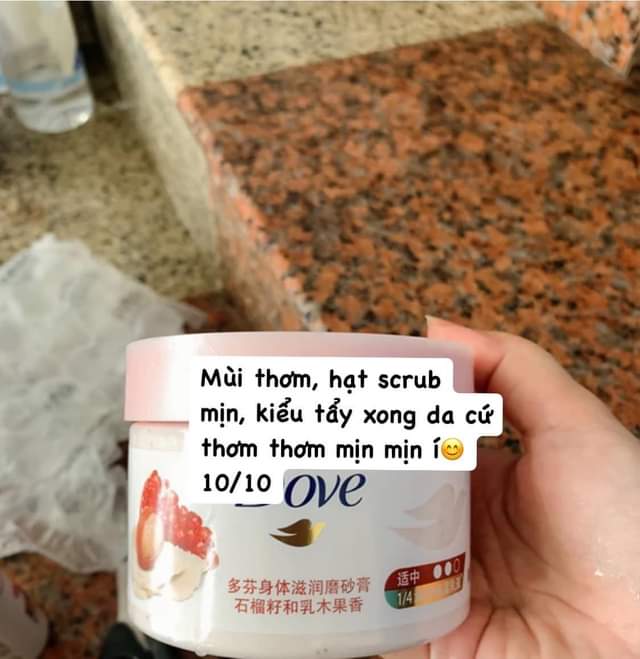 Mùi thơm, hạt scrub
mịn, kiểu tẩy xong da cứ
thơm thơm mịn mịn í😊
10/10
Dove
多芬身体滋润磨砂膏
石榴籽和乳木果香
适中
1/4